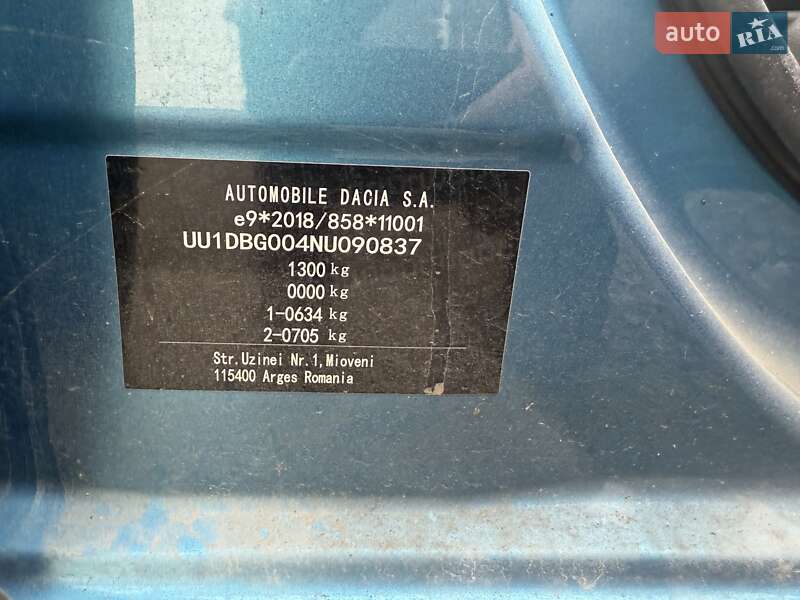 auto RIA .com
AUTOMOBILE DACIA S.A.
e9*2018/858*11001
UU1DBG004NU090837
1300 kg
0000 kg
1-0634 kg
2-0705 kg
Str.Uzinei Nr.1,Mioveni
115400 Arges Romania